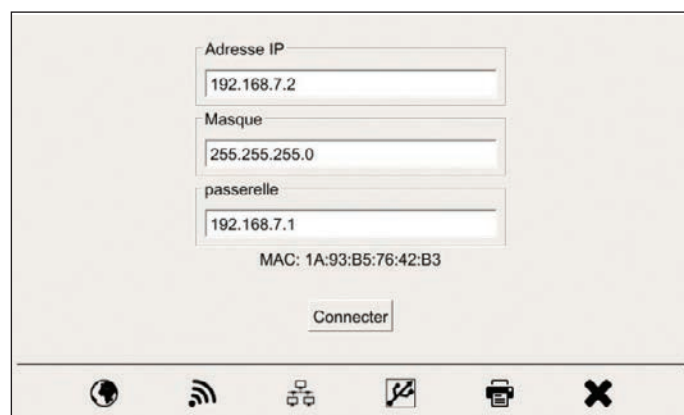 Adresse IP
192.168.7.2
Masque
255.255.255.0
passerelle
192.168.7.1
MAC: 1A:93:B5:76:42:B3
Connecter